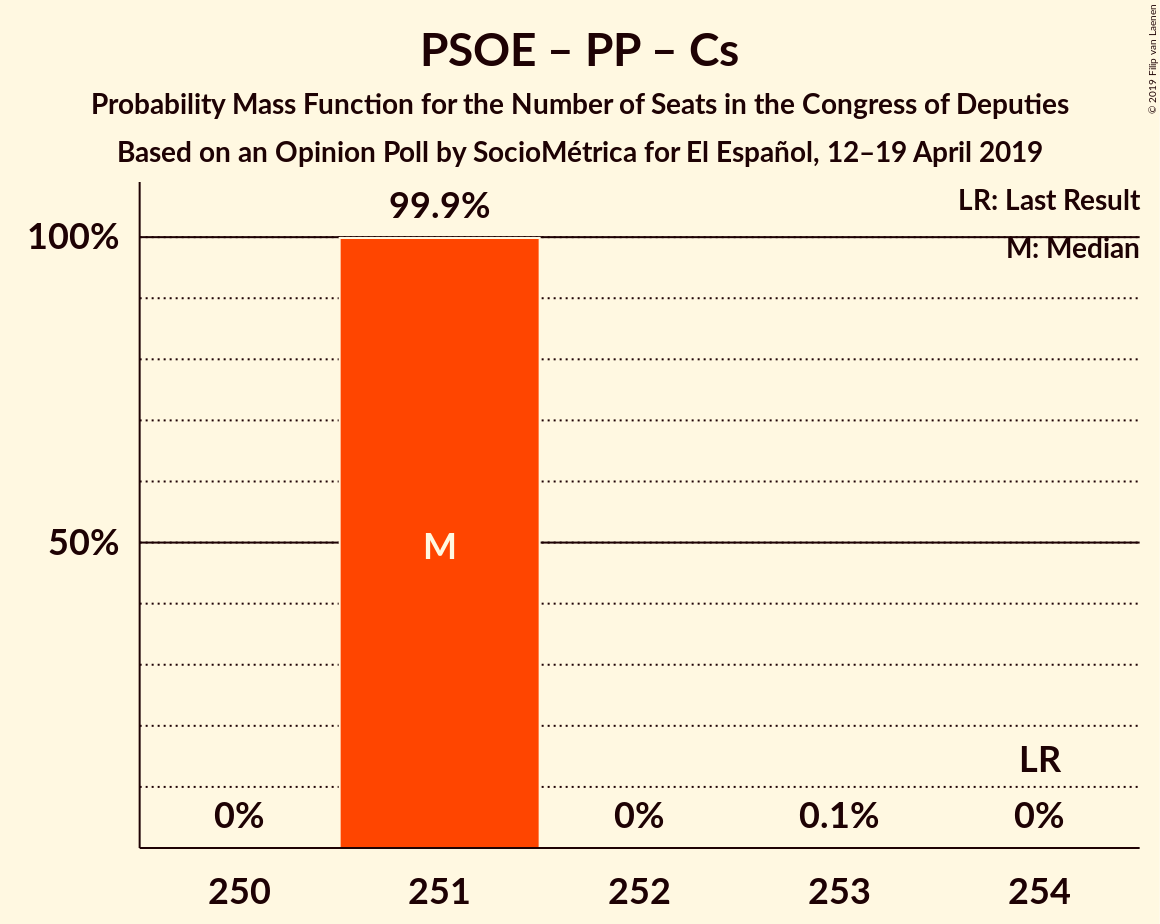 PSOE – PP – Cs
Probability Mass Function for the Number of Seats in the Congress of Deputies
Based on an Opinion Poll by SocioMétrica for El Español, 12–19 April 2019
© 2019 Filip van Laenen
LR: Last Result
M: Median
99.9%
100%
50%
M
LR
0%
0%
0.1%
0%
250
251
252
253
254